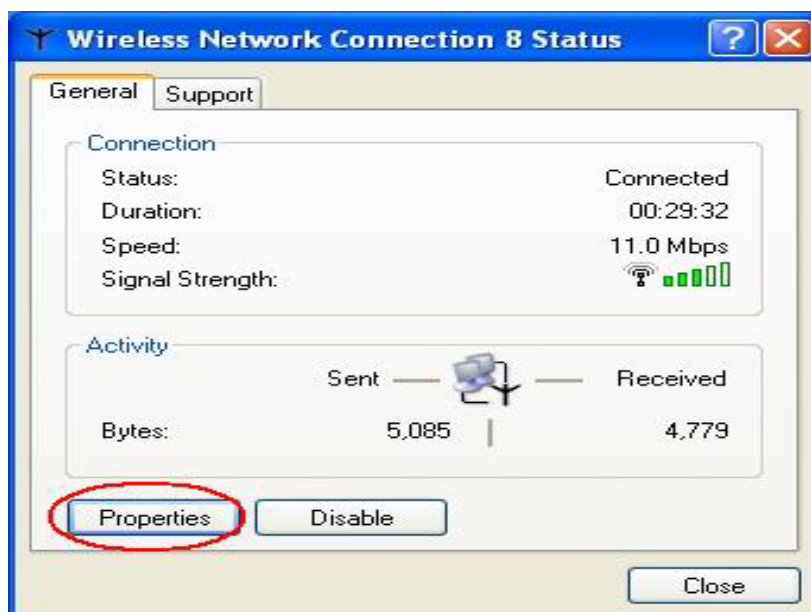 Wireless Network Connection 8 Status
General Support
Connection
Status: Connected
Duration: 00:29:32
Speed: 11.0 Mbps
Signal Strength:
Activity
Sent Received
Bytes: 5,085 4,779
Properties Disable
Close